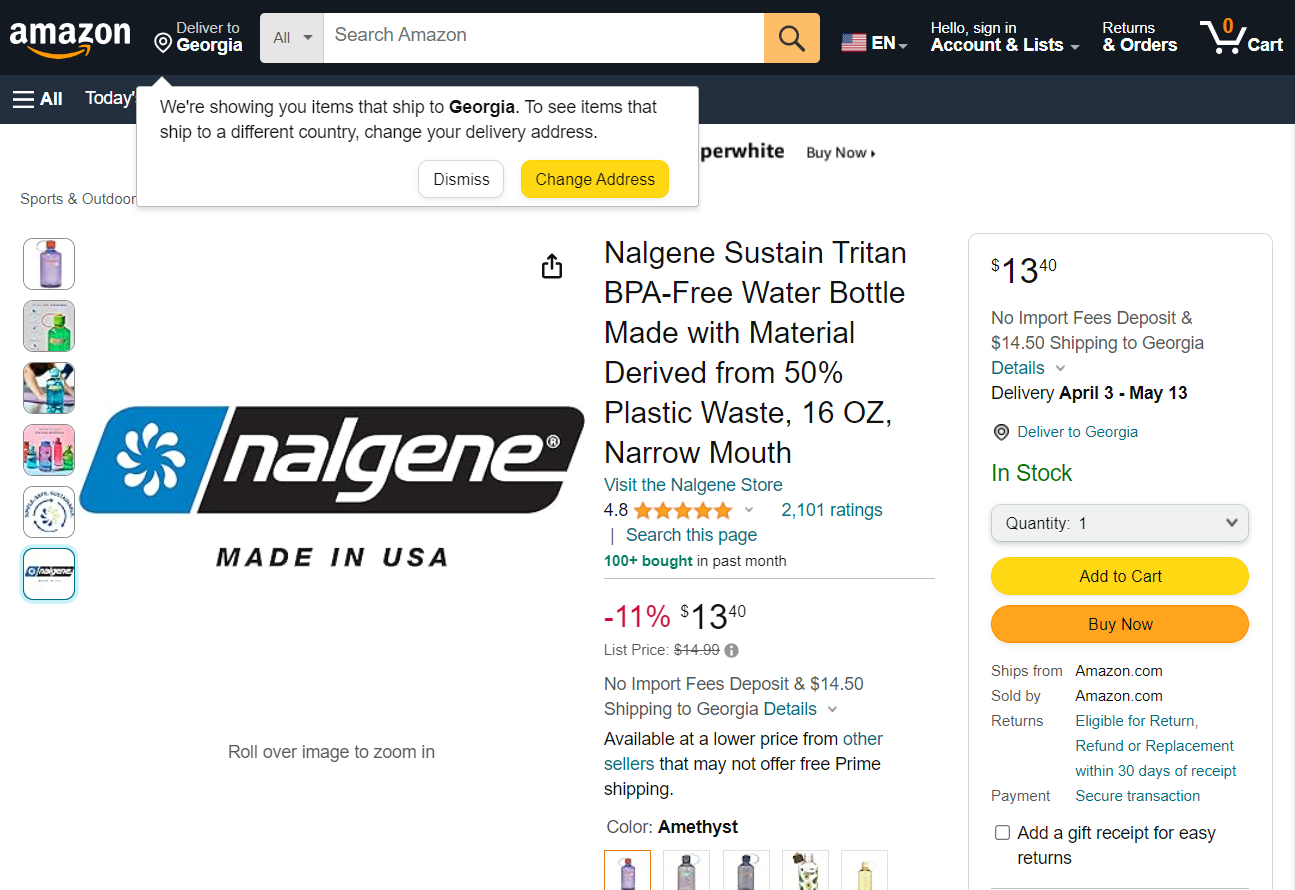 amazon
Deliver to
Georgia
All
Search Amazon
EN
Hello, sign in
Account & Lists
Returns
& Orders
0
Cart
All
Today'
We're showing you items that ship to Georgia. To see items that
ship to a different country, change your delivery address.
Dismiss
Change Address
perwhite
Buy Now
Sports & Outdoor
nalgene®
MADE IN USA
Roll over image to zoom in
Nalgene Sustain Tritan
BPA-Free Water Bottle
Made with Material
Derived from 50%
Plastic Waste, 16 OZ,
Narrow Mouth
Visit the Nalgene Store
4.8
2,101 ratings
| Search this page
100+ bought in past month
-11% $1340
List Price: $14.99
No Import Fees Deposit & $14.50
Shipping to Georgia Details
Available at a lower price from other
sellers that may not offer free Prime
shipping.
Color: Amethyst
$1340
No Import Fees Deposit &
$14.50 Shipping to Georgia
Details
Delivery April 3 - May 13
Deliver to Georgia
In Stock
Quantity: 1
Add to Cart
Buy Now
Ships from Amazon.com
Sold by Amazon.com
Returns Eligible for Return,
Refund or Replacement
within 30 days of receipt
Payment Secure transaction
Add a gift receipt for easy
returns